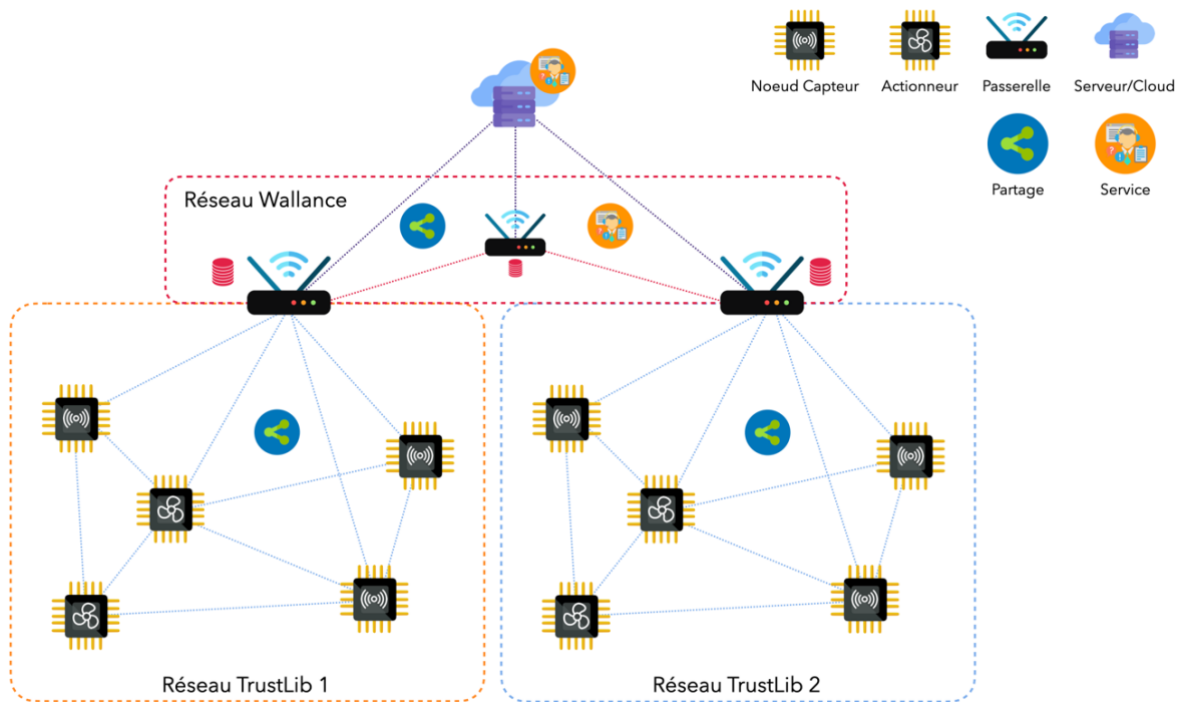 Noeud Capteur
Actionneur
Passerelle
Serveur/Cloud
Partage
Service
Réseau Wallance
Réseau TrustLib 1
Réseau TrustLib 2